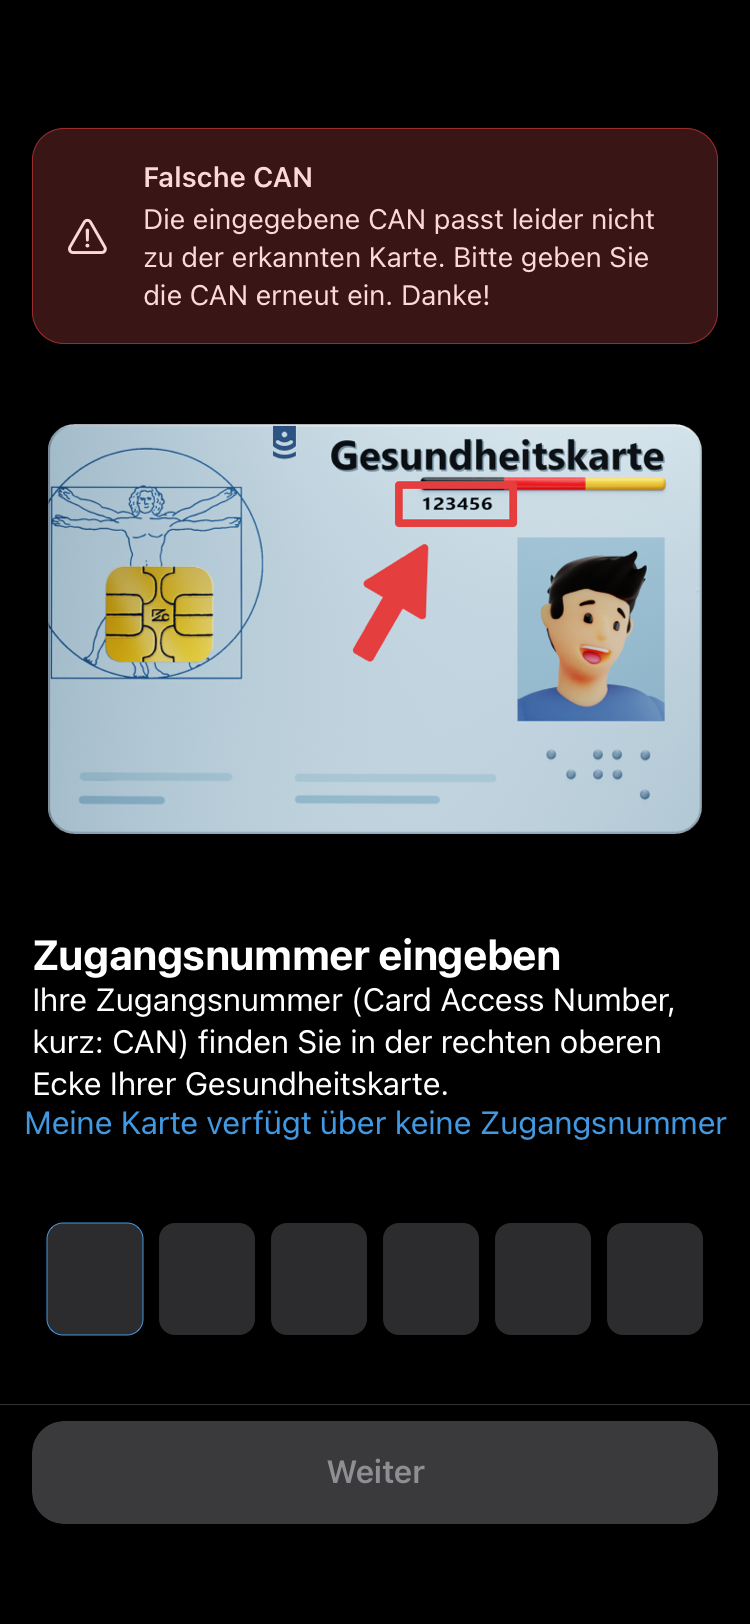 Falsche CAN
Die eingegebene CAN passt leider nicht
zu der erkannten Karte. Bitte geben Sie
die CAN erneut ein. Danke!
Gesundheitskarte
123456
Zugangsnummer eingeben
Ihre Zugangsnummer (Card Access Number,
kurz: CAN) finden Sie in der rechten oberen
Ecke Ihrer Gesundheitskarte.
Meine Karte verfügt über keine Zugangsnummer
Weiter